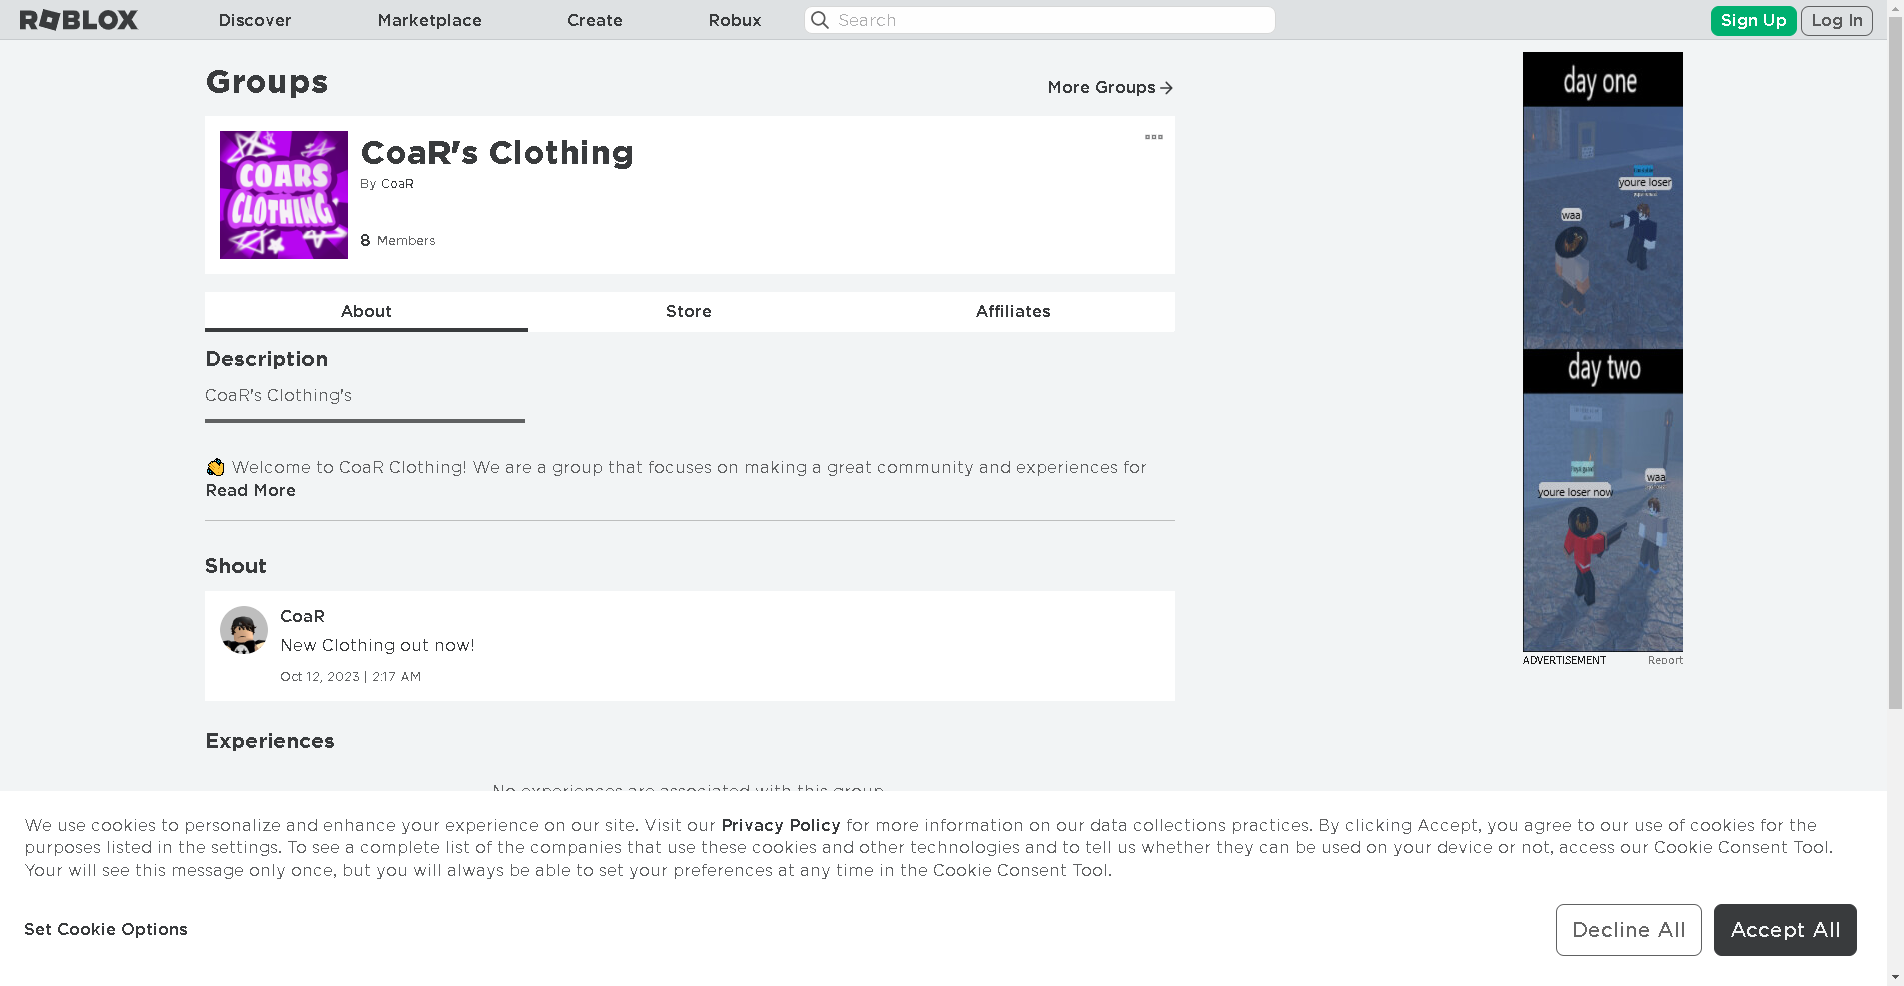 ROBLOX Discover Marketplace Create Robux Search Sign Up Log In
Groups
More Groups
COARS
CLOTHING
CoaR's Clothing
By CoaR
8 Members
About Store Affiliates
Description
CoaR's Clothing's
👏 Welcome to CoaR Clothing! We are a group that focuses on making a great community and experiences for
Read More
Shout
CoaR
New Clothing out now!
Oct 12, 2023 | 2:17 AM
Experiences
No experiences are associated with this group.
day one
youre loser
waa
day two
waa
youre loser now
ADVERTISEMENT Report
We use cookies to personalize and enhance your experience on our site. Visit our Privacy Policy for more information on our data collections practices. By clicking Accept, you agree to our use of cookies for the
purposes listed in the settings. To see a complete list of the companies that use these cookies and other technologies and to tell us whether they can be used on your device or not, access our Cookie Consent Tool.
Your will see this message only once, but you will always be able to set your preferences at any time in the Cookie Consent Tool.
Set Cookie Options
Decline All Accept All